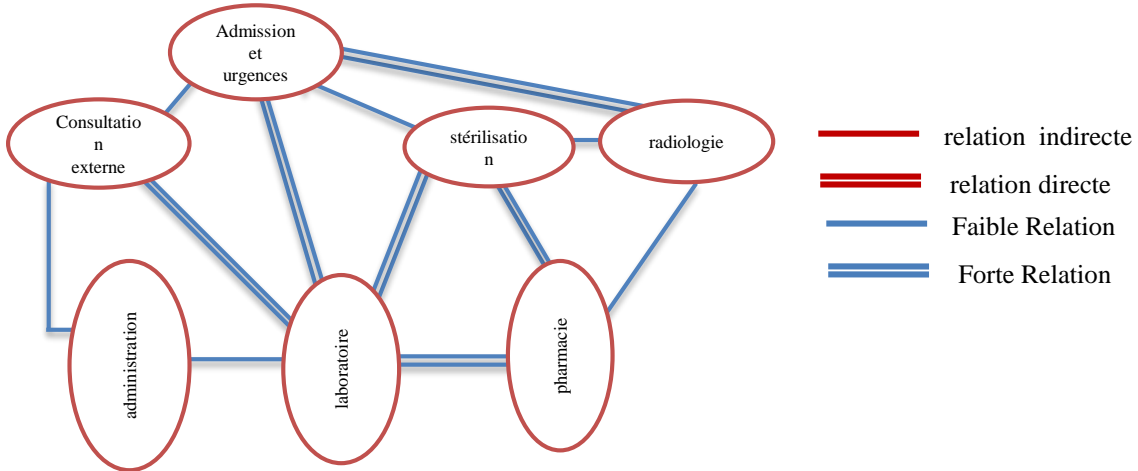 Admission
et
urgences
Consultatio
n
externe
stérilisatio
n
radiologie
administration
laboratoire
pharmacie
relation indirecte
relation directe
Faible Relation
Forte Relation